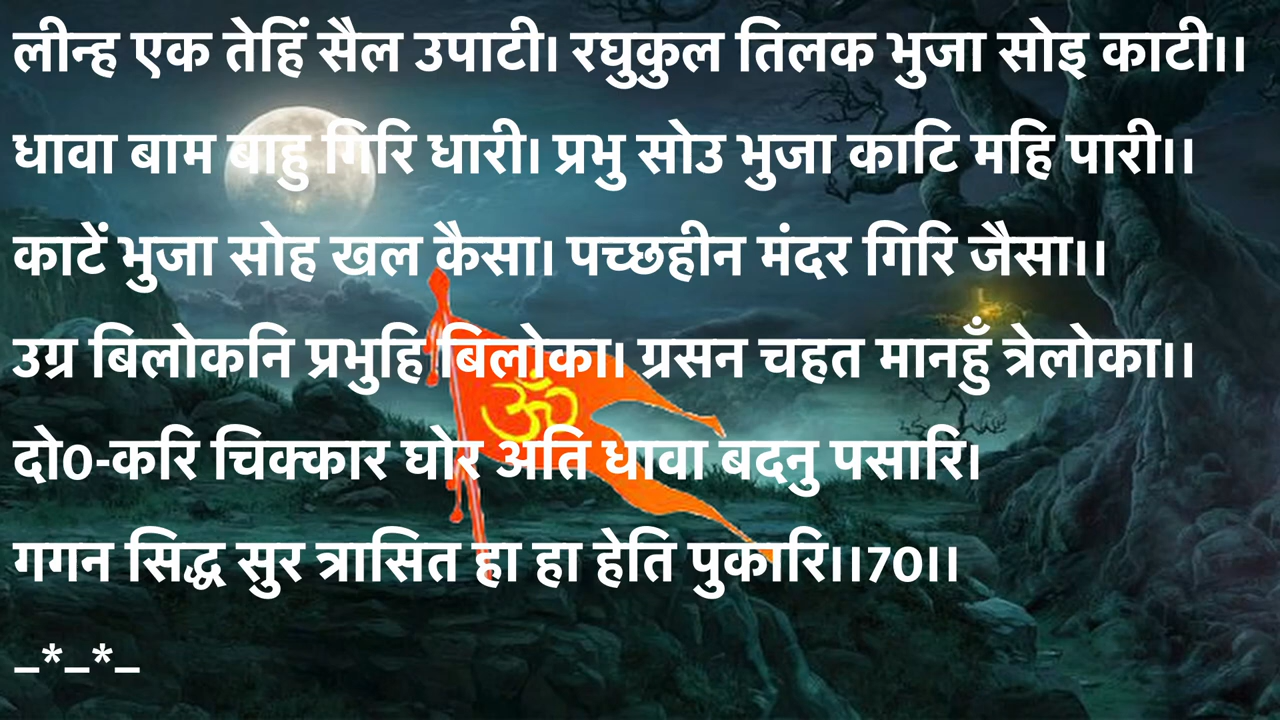 लीन्ह एक तेहिं सैल उपाटी। रघुकुल तिलक भुजा सोइ काटी।।
धावा बाम बाहु गिरि धारी। प्रभु सोउ भुजा काटि महि पारी।।
काटें भुजा सोह खल कैसा। पच्छहीन मंदर गिरि जैसा।।
उग्र बिलोकनि प्रभुहि बिलोका। ग्रसन चहत मानहुँ त्रेलोका।।
दो0-करि चिक्कार घोर अति धावा बदनु पसारि।
गगन सिद्ध सुर त्रासित हा हा हेति पुकारि।।70।।
_*_*_
ॐ